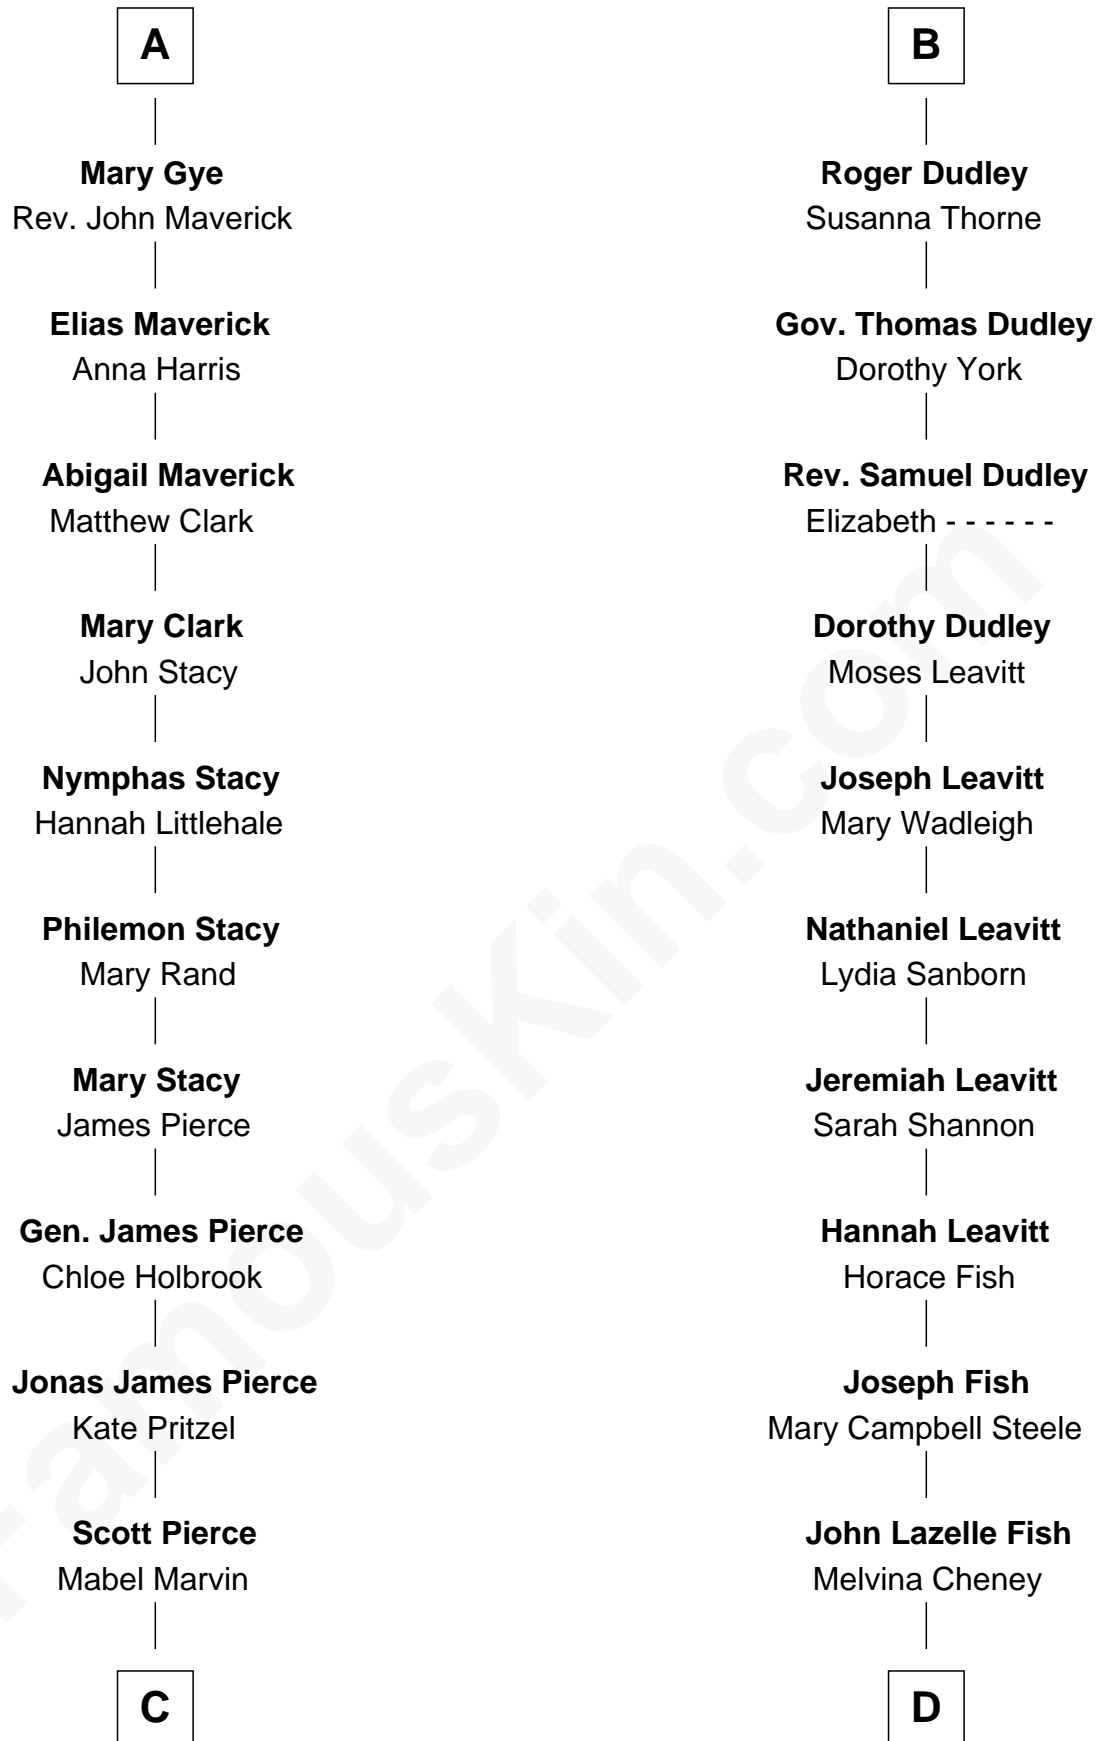 A
Mary Gye
Rev. John Maverick
Elias Maverick
Anna Harris
Abigail Maverick
Matthew Clark
Mary Clark
John Stacy
Nymphas Stacy
Hannah Littlehale
Philemon Stacy
Mary Rand
Mary Stacy
James Pierce
Gen. James Pierce
Chloe Holbrook
Jonas James Pierce
Kate Pritzel
Scott Pierce
Mabel Marvin
C
B
Roger Dudley
Susanna Thorne
Gov. Thomas Dudley
Dorothy York
Rev. Samuel Dudley
Elizabeth - - - - - -
Dorothy Dudley
Moses Leavitt
Joseph Leavitt
Mary Wadleigh
Nathaniel Leavitt
Lydia Sanborn
Jeremiah Leavitt
Sarah Shannon
Hannah Leavitt
Horace Fish
Joseph Fish
Mary Campbell Steele
John Lazelle Fish
Melvina Cheney
D
FamousKin.com